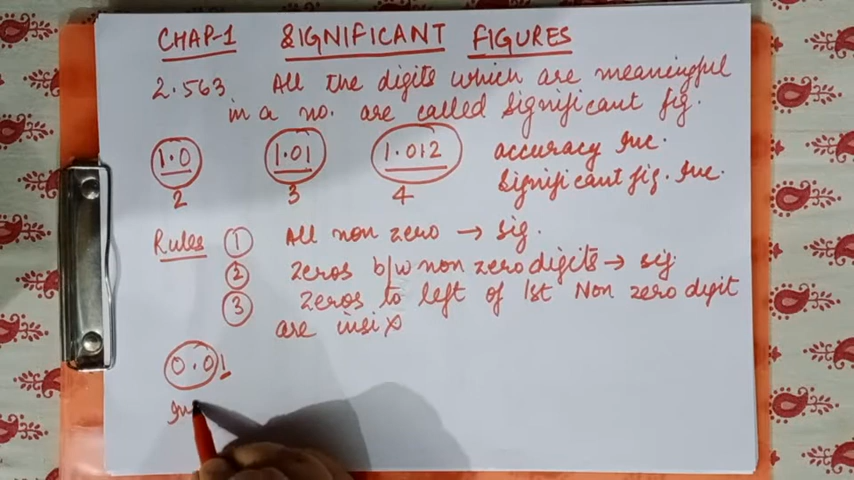 CHAP-1 SIGNIFICANT FIGURES
2.563 All the digits which are meaningful
in a no. are called Significant fig.
1.0 1.01 1.012 accuracy Inc.
2 3 4 Significant fig. Inc.
Rules 1 All non zero → sig.
2 zeros b/w non zero digits → sig
3 zeros to left of 1st Non zero digit
are insi X
0.01